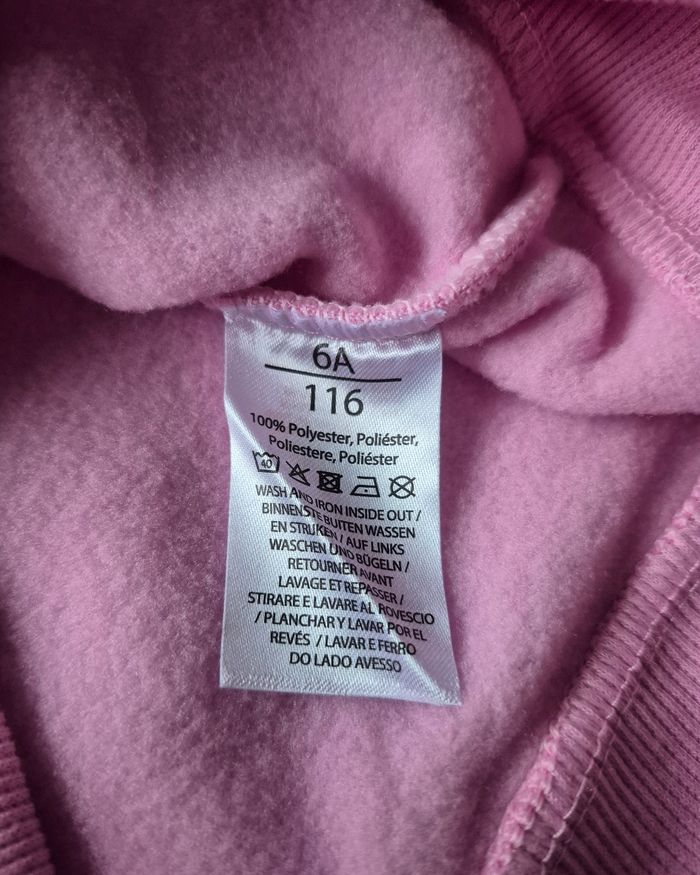 6A
116
100% Polyester, Poliéster,
Poliestere, Poliéster
40
WASH AND IRON INSIDE OUT /
BINNENSTE BUITEN WASSEN
EN STRIJKEN / AUF LINKS
WASCHEN UND BÜGELN /
RETOURNER AVANT
LAVAGE ET REPASSER /
STIRARE E LAVARE AL ROVESCIO
/ PLANCHAR Y LAVAR POR EL
REVÉS / LAVAR E FERRO
DO LADO AVESSO